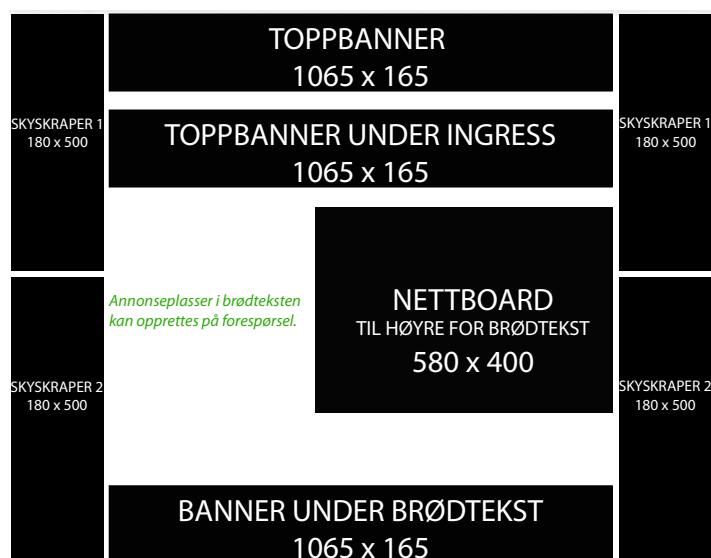 TOPPBANNER
1065 x 165
SKYSKRAPER 1
180 x 500
SKYSKRAPER 1
180 x 500
TOPPBANNER UNDER INGRESS
1065 x 165
Annonseplasser i brødteksten
kan opprettes på forespørsel.
NETTBOARD
TIL HØYRE FOR BRØDTEKST
580 x 400
SKYSKRAPER 2
180 x 500
SKYSKRAPER 2
180 x 500
BANNER UNDER BRØDTEKST
1065 x 165